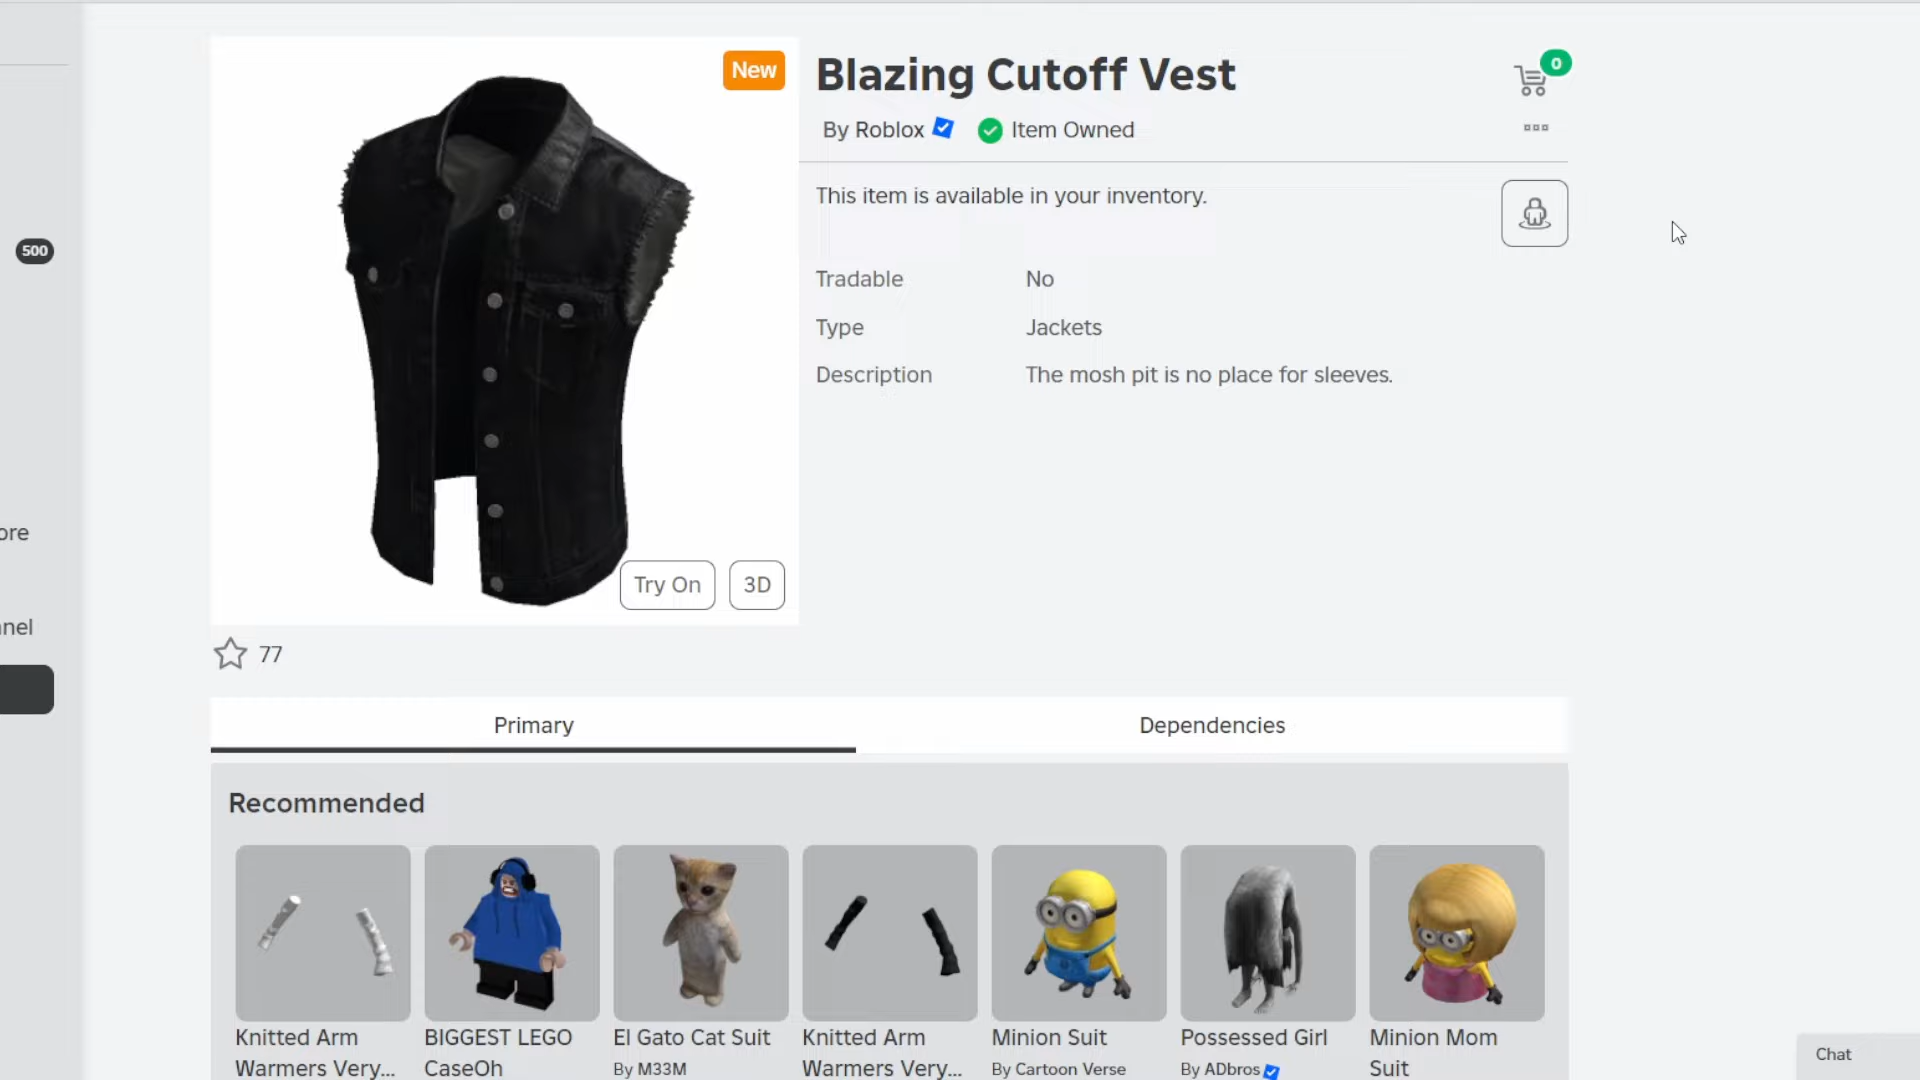 New
Blazing Cutoff Vest
0
By Roblox
Item Owned
This item is available in your inventory.
500
Tradable No
Type Jackets
Description The mosh pit is no place for sleeves.
ore
Try On
3D
nel
77
Primary
Dependencies
Recommended
Knitted Arm
Warmers Very...
BIGGEST LEGO
CaseOh
El Gato Cat Suit
By M33M
Knitted Arm
Warmers Very...
Minion Suit
By Cartoon Verse
Possessed Girl
By ADbros
Minion Mom
Suit
Chat